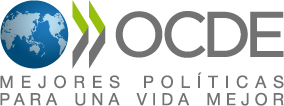 OCDE
MEJORES POLÍTICAS
PARA UNA VIDA MEJOR